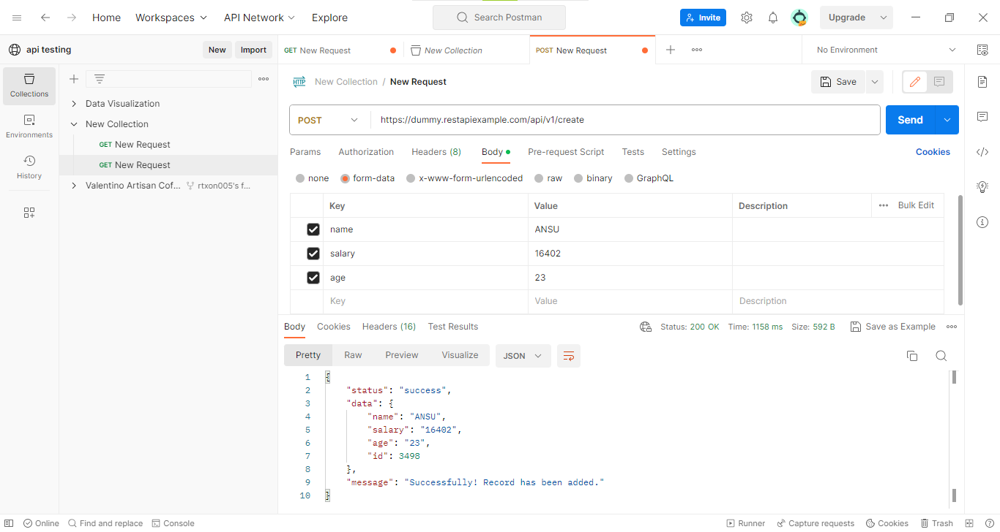 Home Workspaces API Network Explore Search Postman Invite Upgrade
api testing New Import GET New Request New Collection POST New Request No Environment
Collections
Environments
History
Data Visualization
New Collection
GET New Request
GET New Request
Valentino Artisan Cof... rtxon005's f...
HTTP New Collection / New Request Save
POST https://dummy.restapiexample.com/api/v1/create Send
Params Authorization Headers (8) Body Pre-request Script Tests Settings Cookies
none form-data x-www-form-urlencoded raw binary GraphQL
Key Value Description Bulk Edit
name ANSU
salary 16402
age 23
Key Value Description
Body Cookies Headers (16) Test Results Status: 200 OK Time: 1158 ms Size: 592 B Save as Example
Pretty Raw Preview Visualize JSON
1 {
2 "status": "success",
3 "data": {
4 "name": "ANSU",
5 "salary": "16402",
6 "age": "23",
7 "id": 3498
8 },
9 "message": "Successfully! Record has been added."
10 }
Online Find and replace Console Runner Capture requests Cookies Trash